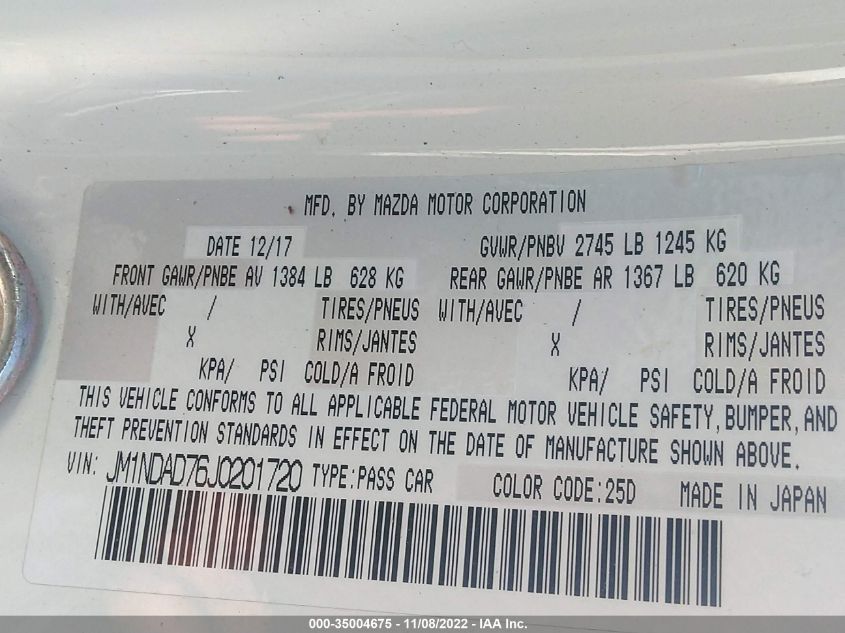 MFD. BY MAZDA MOTOR CORPORATION
DATE 12/17 GVWR/PNBV 2745 LB 1245 KG
FRONT GAWR/PNBE AV 1384 LB 628 KG REAR GAWR/PNBE AR 1367 LB 620 KG
WITH/AVEC / TIRES/PNEUS WITH/AVEC / TIRES/PNEUS
X RIMS/JANTES X RIMS/JANTES
KPA/ PSI COLD/A FROID KPA/ PSI COLD/A FROID
THIS VEHICLE CONFORMS TO ALL APPLICABLE FEDERAL MOTOR VEHICLE SAFETY, BUMPER, AND
THEFT PREVENTION STANDARDS IN EFFECT ON THE DATE OF MANUFACTURE SHOWN ABOVE.
VIN: JM1NDAD76J0201720 TYPE:PASS CAR COLOR CODE:25D MADE IN JAPAN
000-35004675 - 11/08/2022 - IAA Inc.